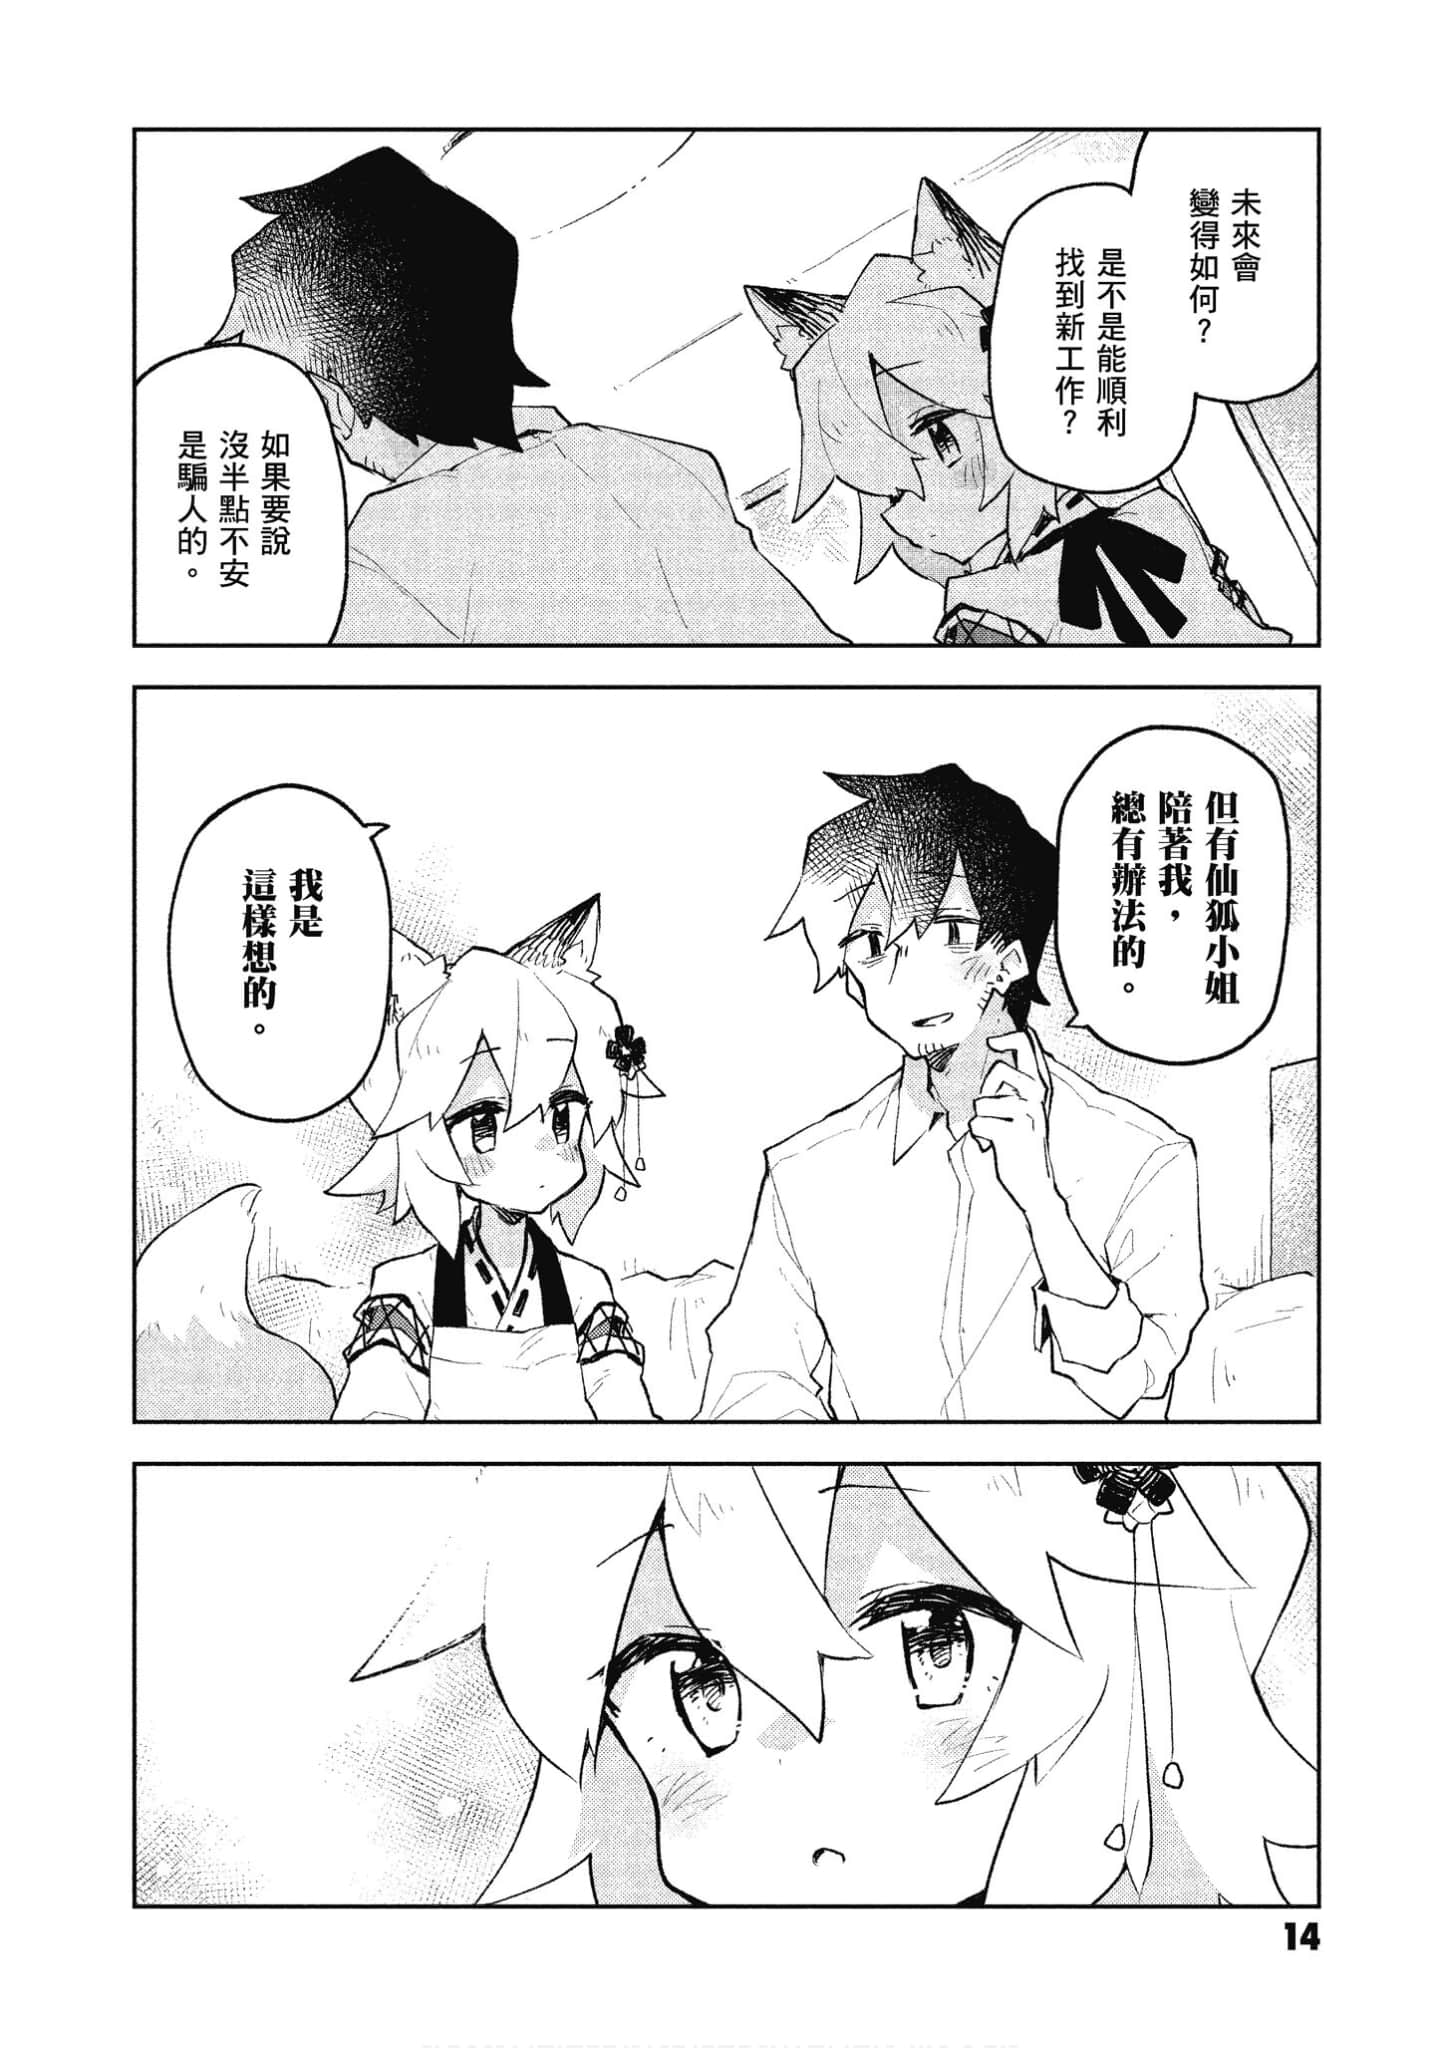 未來會
變得如何？
是不是能順利
找到新工作？
如果要說
沒半點不安
是騙人的。
但有仙狐小姐
陪著我，
總有辦法的。
我是
這樣想的。
14